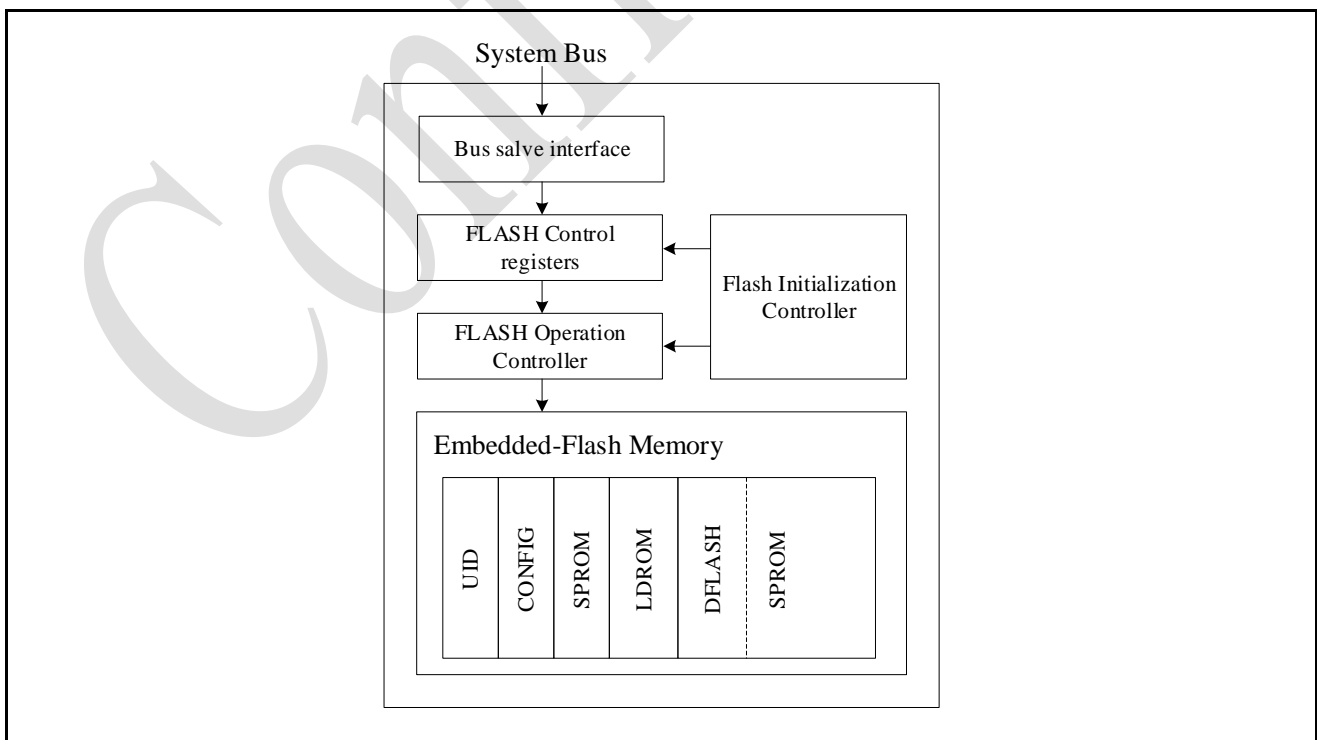 System Bus
Bus salve interface
FLASH Control
registers
Flash Initialization
Controller
FLASH Operation
Controller
Embedded-Flash Memory
UID
CONFIG
SPROM
LDROM
DFLASH
SPROM